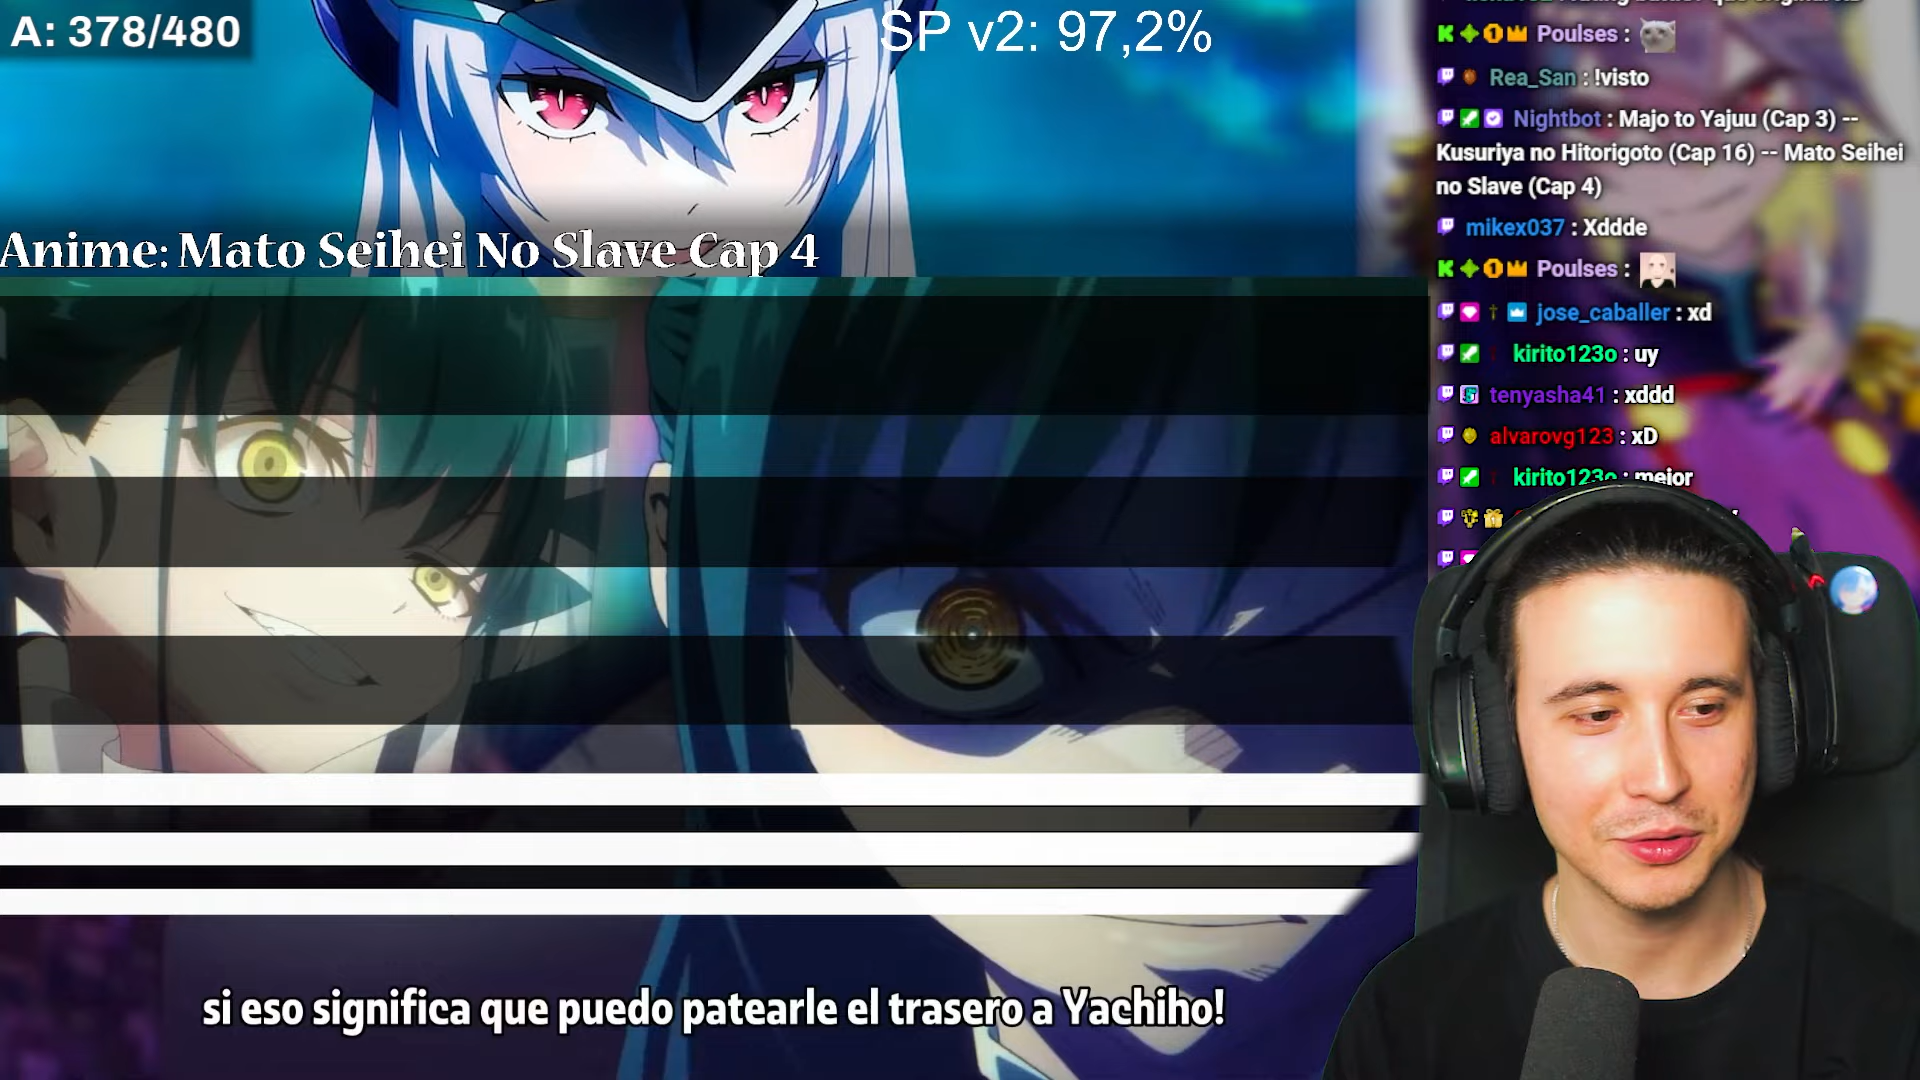 A: 378/480
SP v2: 97,2%
Anime: Mato Seihei No Slave Cap 4
si eso significa que puedo patearle el trasero a Yachiho!
Poulses :
Rea_San : !visto
Nightbot : Majo to Yajuu (Cap 3) --
Kusuriya no Hitorigoto (Cap 16) -- Mato Seihei
no Slave (Cap 4)
mikex037 : Xddde
Poulses :
jose_caballer : xd
kirito123o : uy
tenyasha41 : xddd
alvarovg123 : xD
kirito123o : mejor